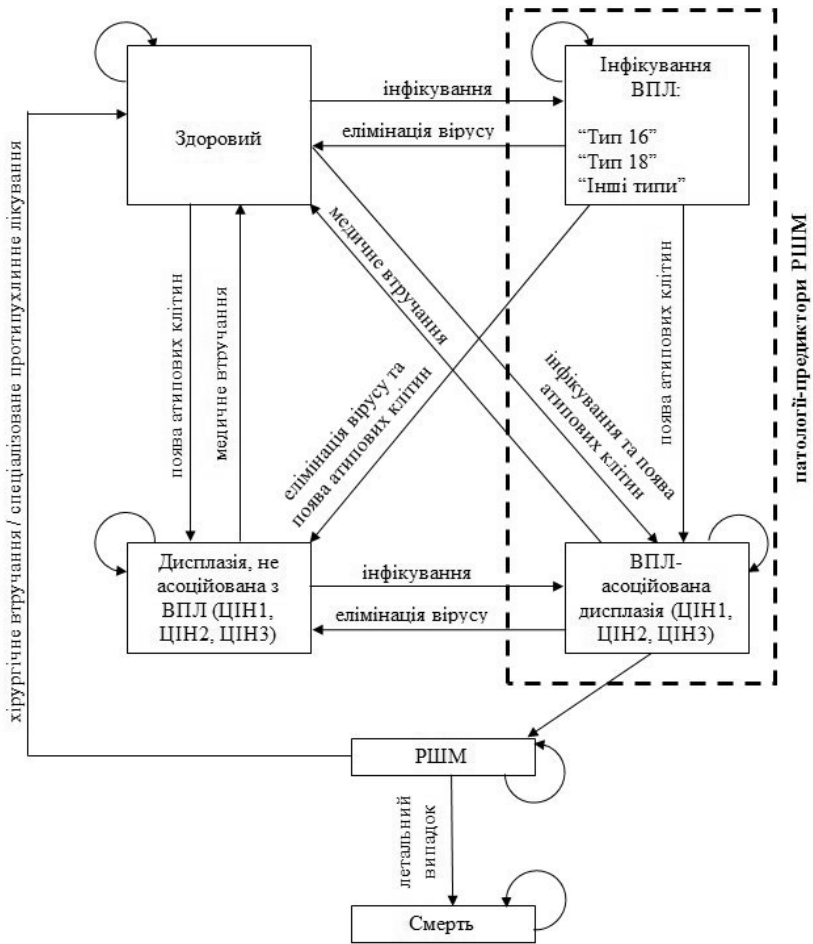 Здоровий
інфікування
елімінація вірусу
Інфікування
ВПЛ:
“Тип 16”
“Тип 18”
“Інші типи”
патології-предиктори РШМ
хірургічне втручання / спеціалізоване протипухлинне лікування
поява атипових клітин
медичне втручання
медичне втручання
елімінація вірусу та
поява атипових клітин
інфікування та поява
атипових клітин
поява атипових клітин
Дисплазія, не
асоційована з
ВПЛ (ЦІН1,
ЦІН2, ЦІН3)
інфікування
елімінація вірусу
ВПЛ-
асоційована
дисплазія (ЦІН1,
ЦІН2, ЦІН3)
РШМ
летальний
випадок
Смерть